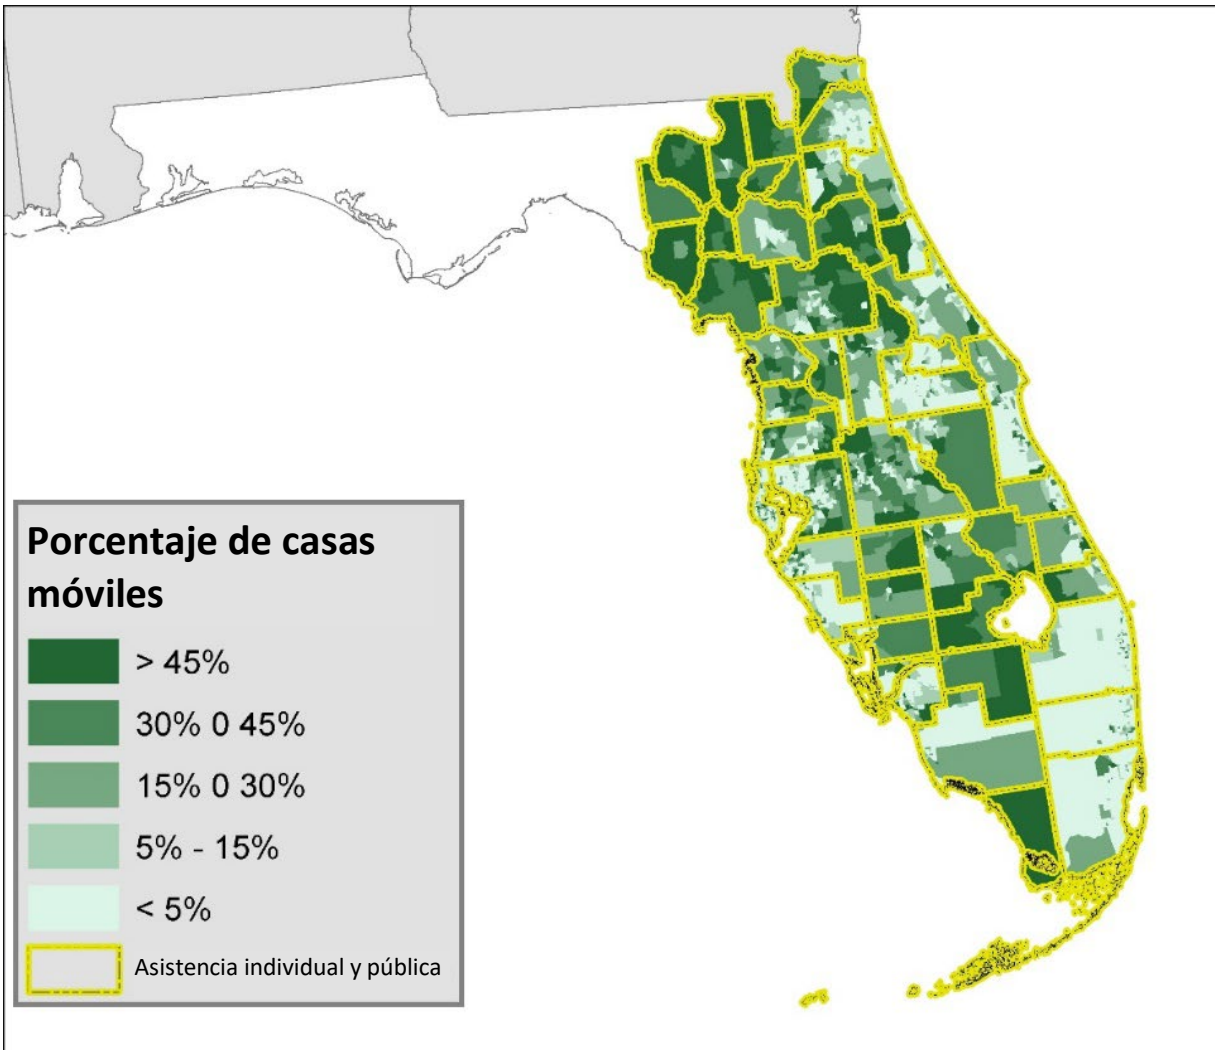 Porcentaje de casas
móviles
> 45%
30% 0 45%
15% 0 30%
5% - 15%
< 5%
Asistencia individual y pública